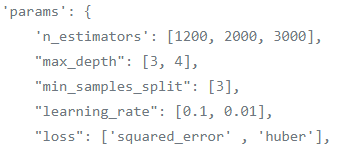 'params': {
'n_estimators': [1200, 2000, 3000],
"max_depth": [3, 4],
"min_samples_split": [3],
"learning_rate": [0.1, 0.01],
"loss": ['squared_error' , 'huber'],